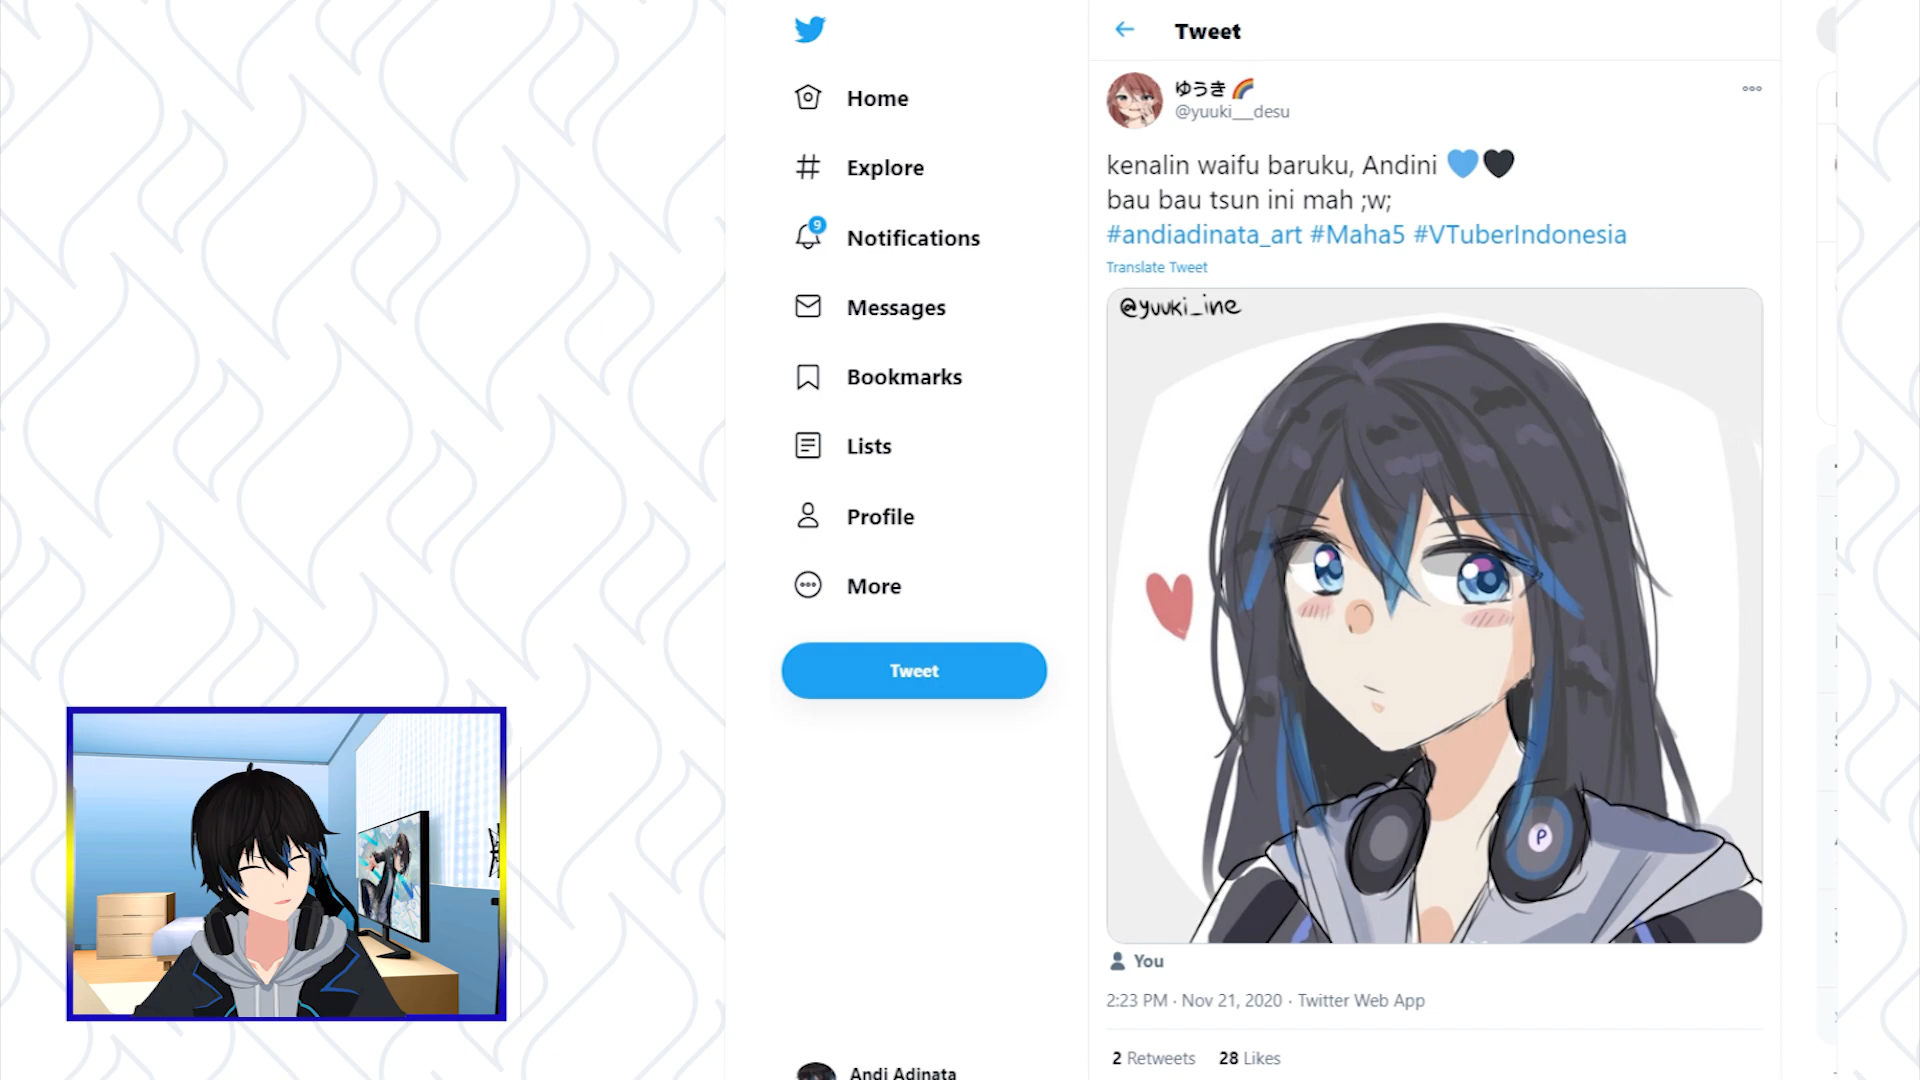 Home
Explore
9
Notifications
Messages
Bookmarks
Lists
Profile
More
Tweet
Andi Adinata
Tweet
ゆうき 🌈
@yuuki___desu
kenalin waifu baruku, Andini 💙🖤
bau bau tsun ini mah ;w;
#andiadinata_art #Maha5 #VTuberIndonesia
Translate Tweet
@yuuki_ine
P
You
2:23 PM · Nov 21, 2020 · Twitter Web App
2 Retweets 28 Likes